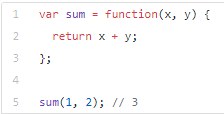 1 var sum = function(x, y) {
2   return x + y;
3 };
4
5 sum(1, 2); // 3